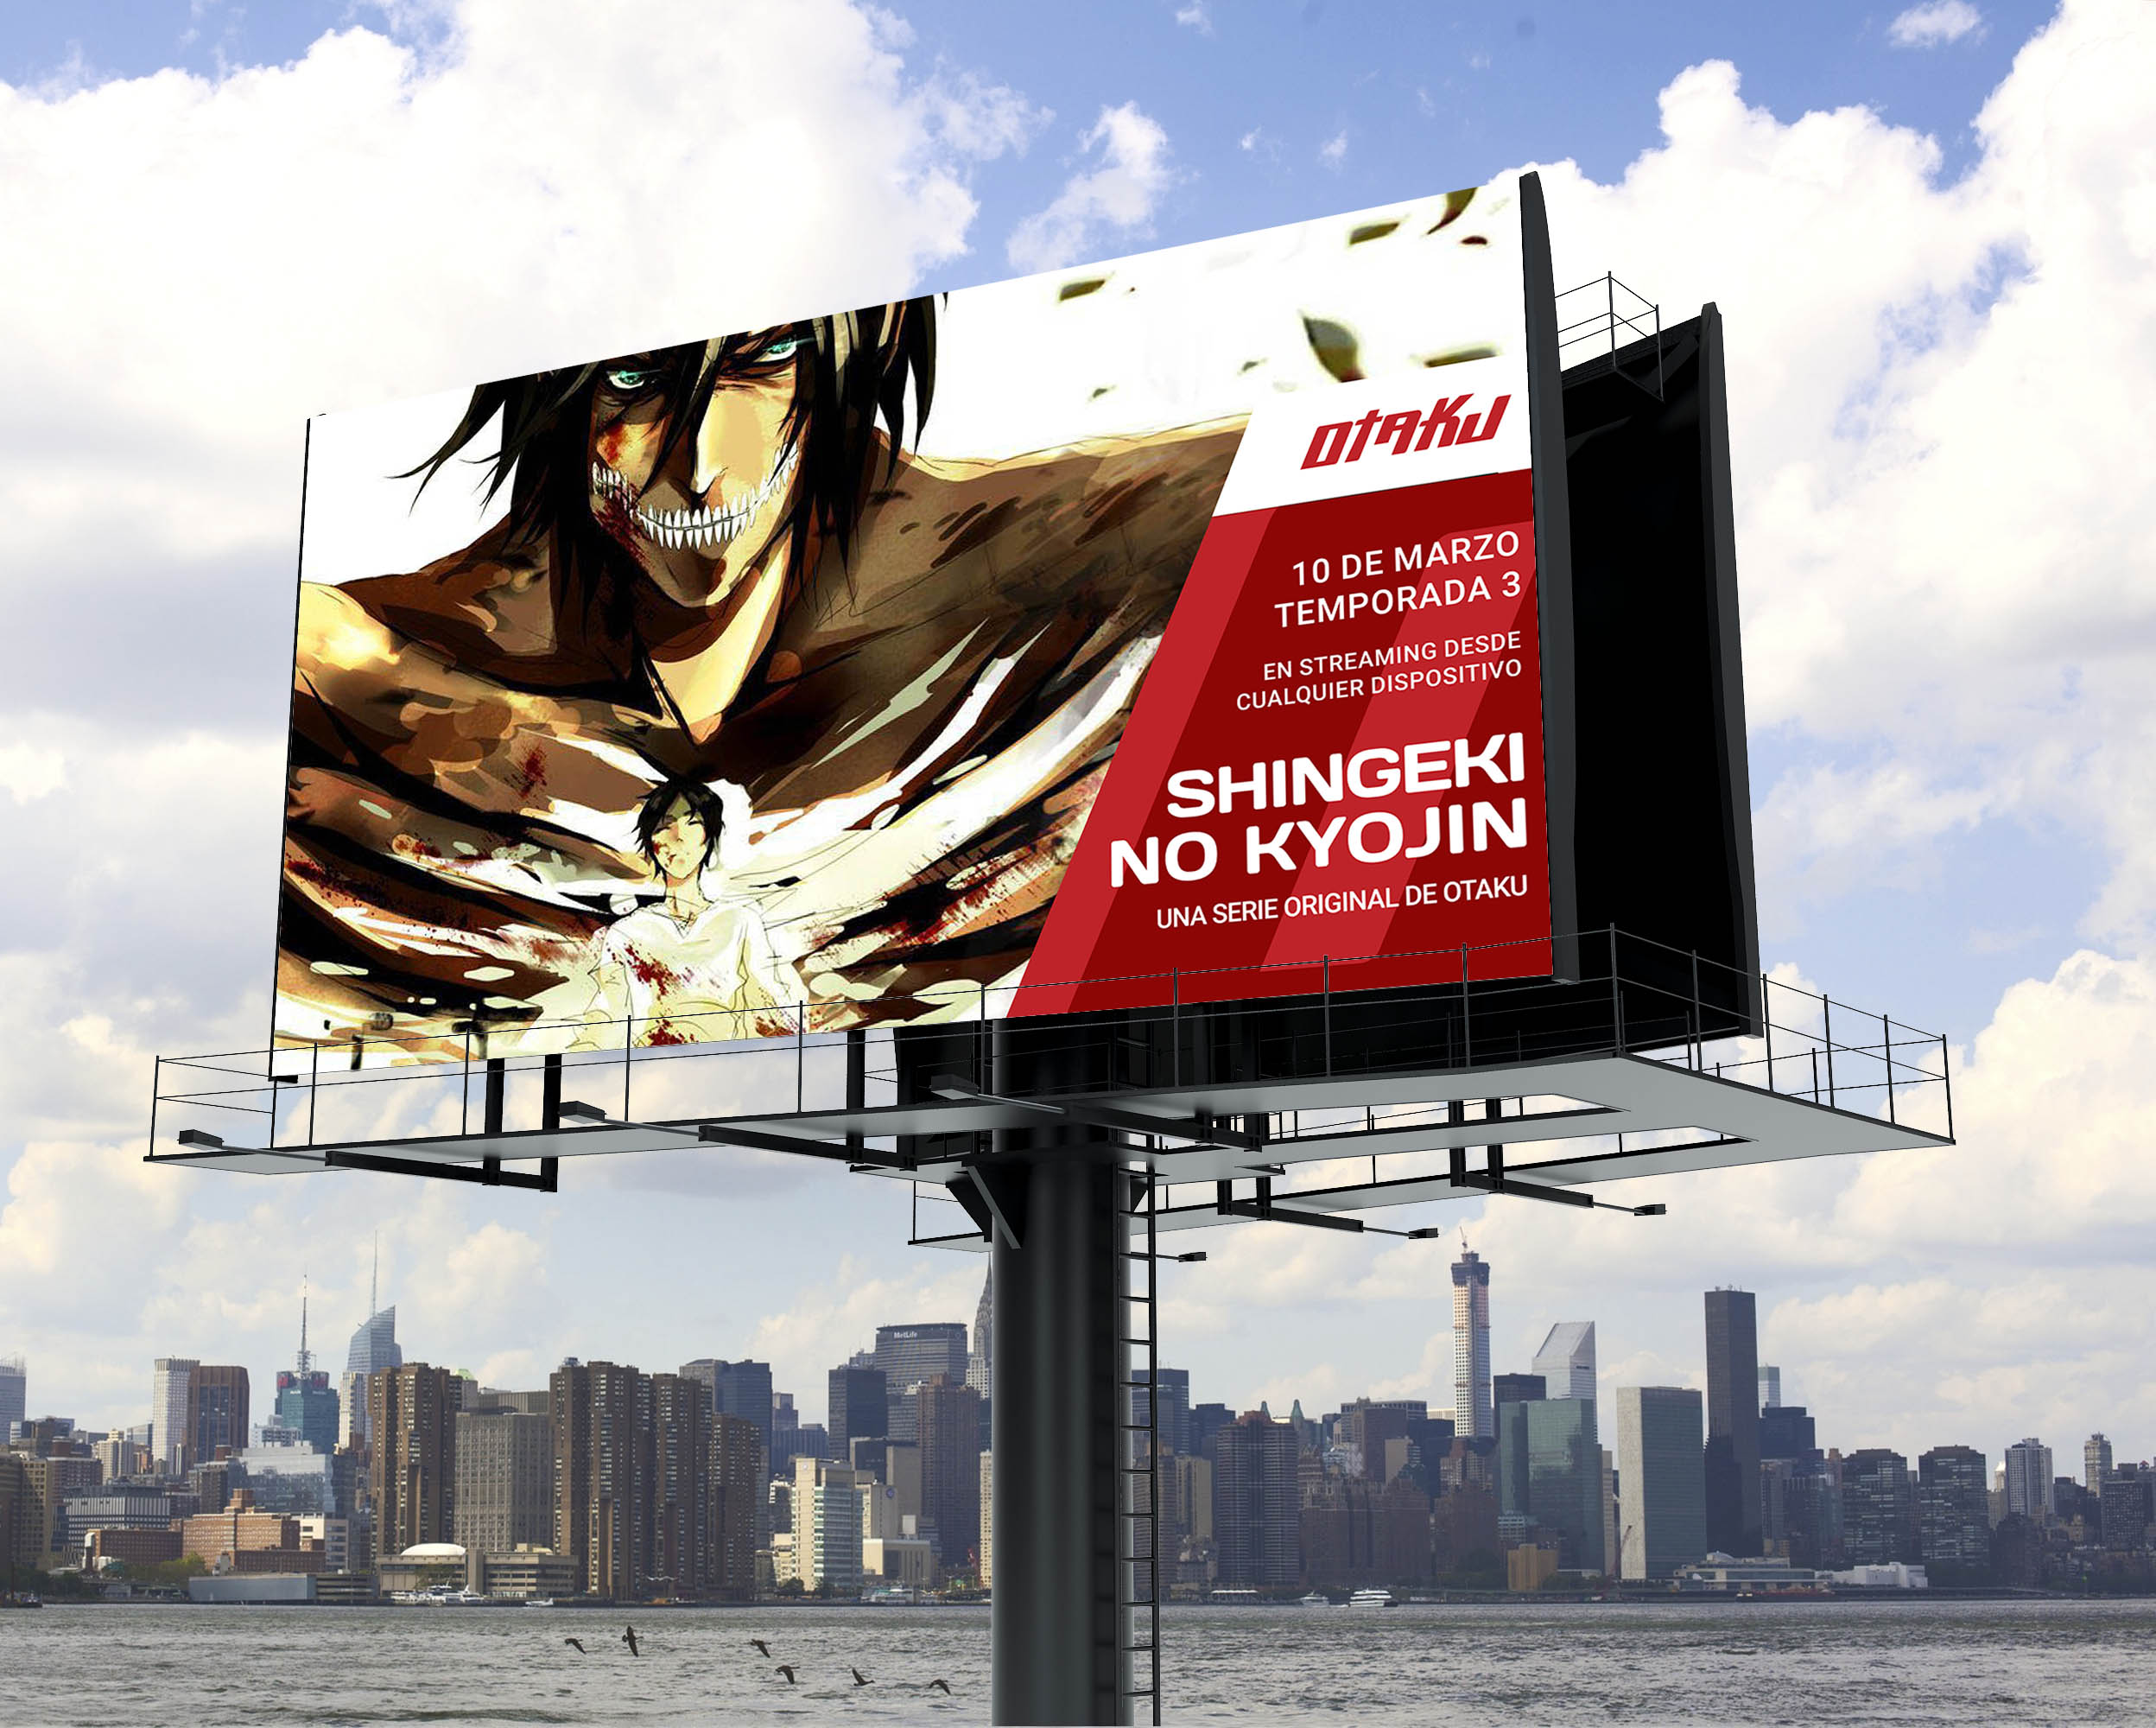 OTAKU
10 DE MARZO
TEMPORADA 3
EN STREAMING DESDE
CUALQUIER DISPOSITIVO
SHINGEKI
NO KYOJIN
UNA SERIE ORIGINAL DE OTAKU
MetLife